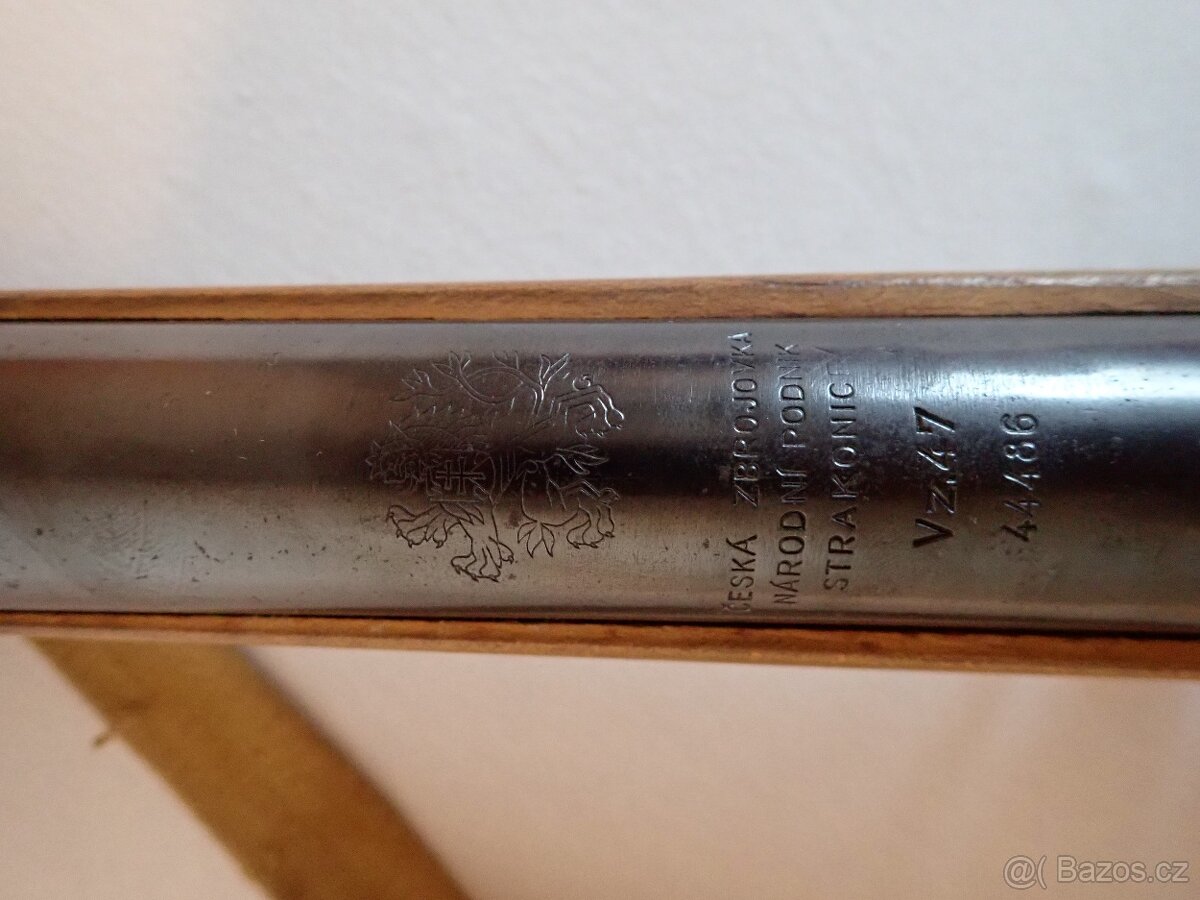 ČESKÁ ZBROJOVKA
NÁRODNÍ PODNIK
STRAKONICE
Vz.47
44486
@( Bazos.cz